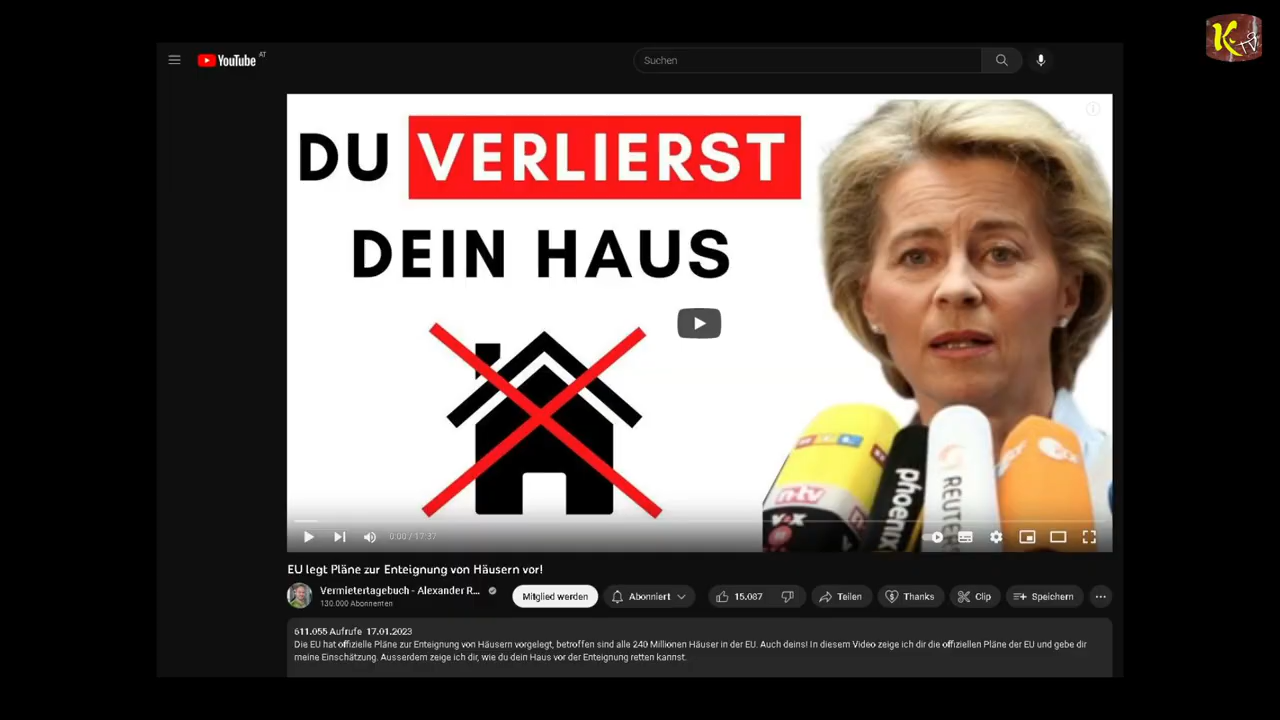 K-TV
YouTube AT
Suchen
DU VERLIERST
DEIN HAUS
n-tv
VOX
phoenix
REUTERS
0:00 / 17:37
EU legt Pläne zur Enteignung von Häusern vor!
Vermietertagebuch - Alexander R...
130.000 Abonnenten
Mitglied werden
Abonniert
15.087
Teilen
Thanks
Clip
Speichern
611.055 Aufrufe 17.01.2023
Die EU hat offizielle Pläne zur Enteignung von Häusern vorgelegt, betroffen sind alle 240 Millionen Häuser in der EU. Auch deins! In diesem Video zeige ich dir die offiziellen Pläne der EU und gebe dir
meine Einschätzung. Ausserdem zeige ich dir, wie du dein Haus vor der Enteignung retten kannst.